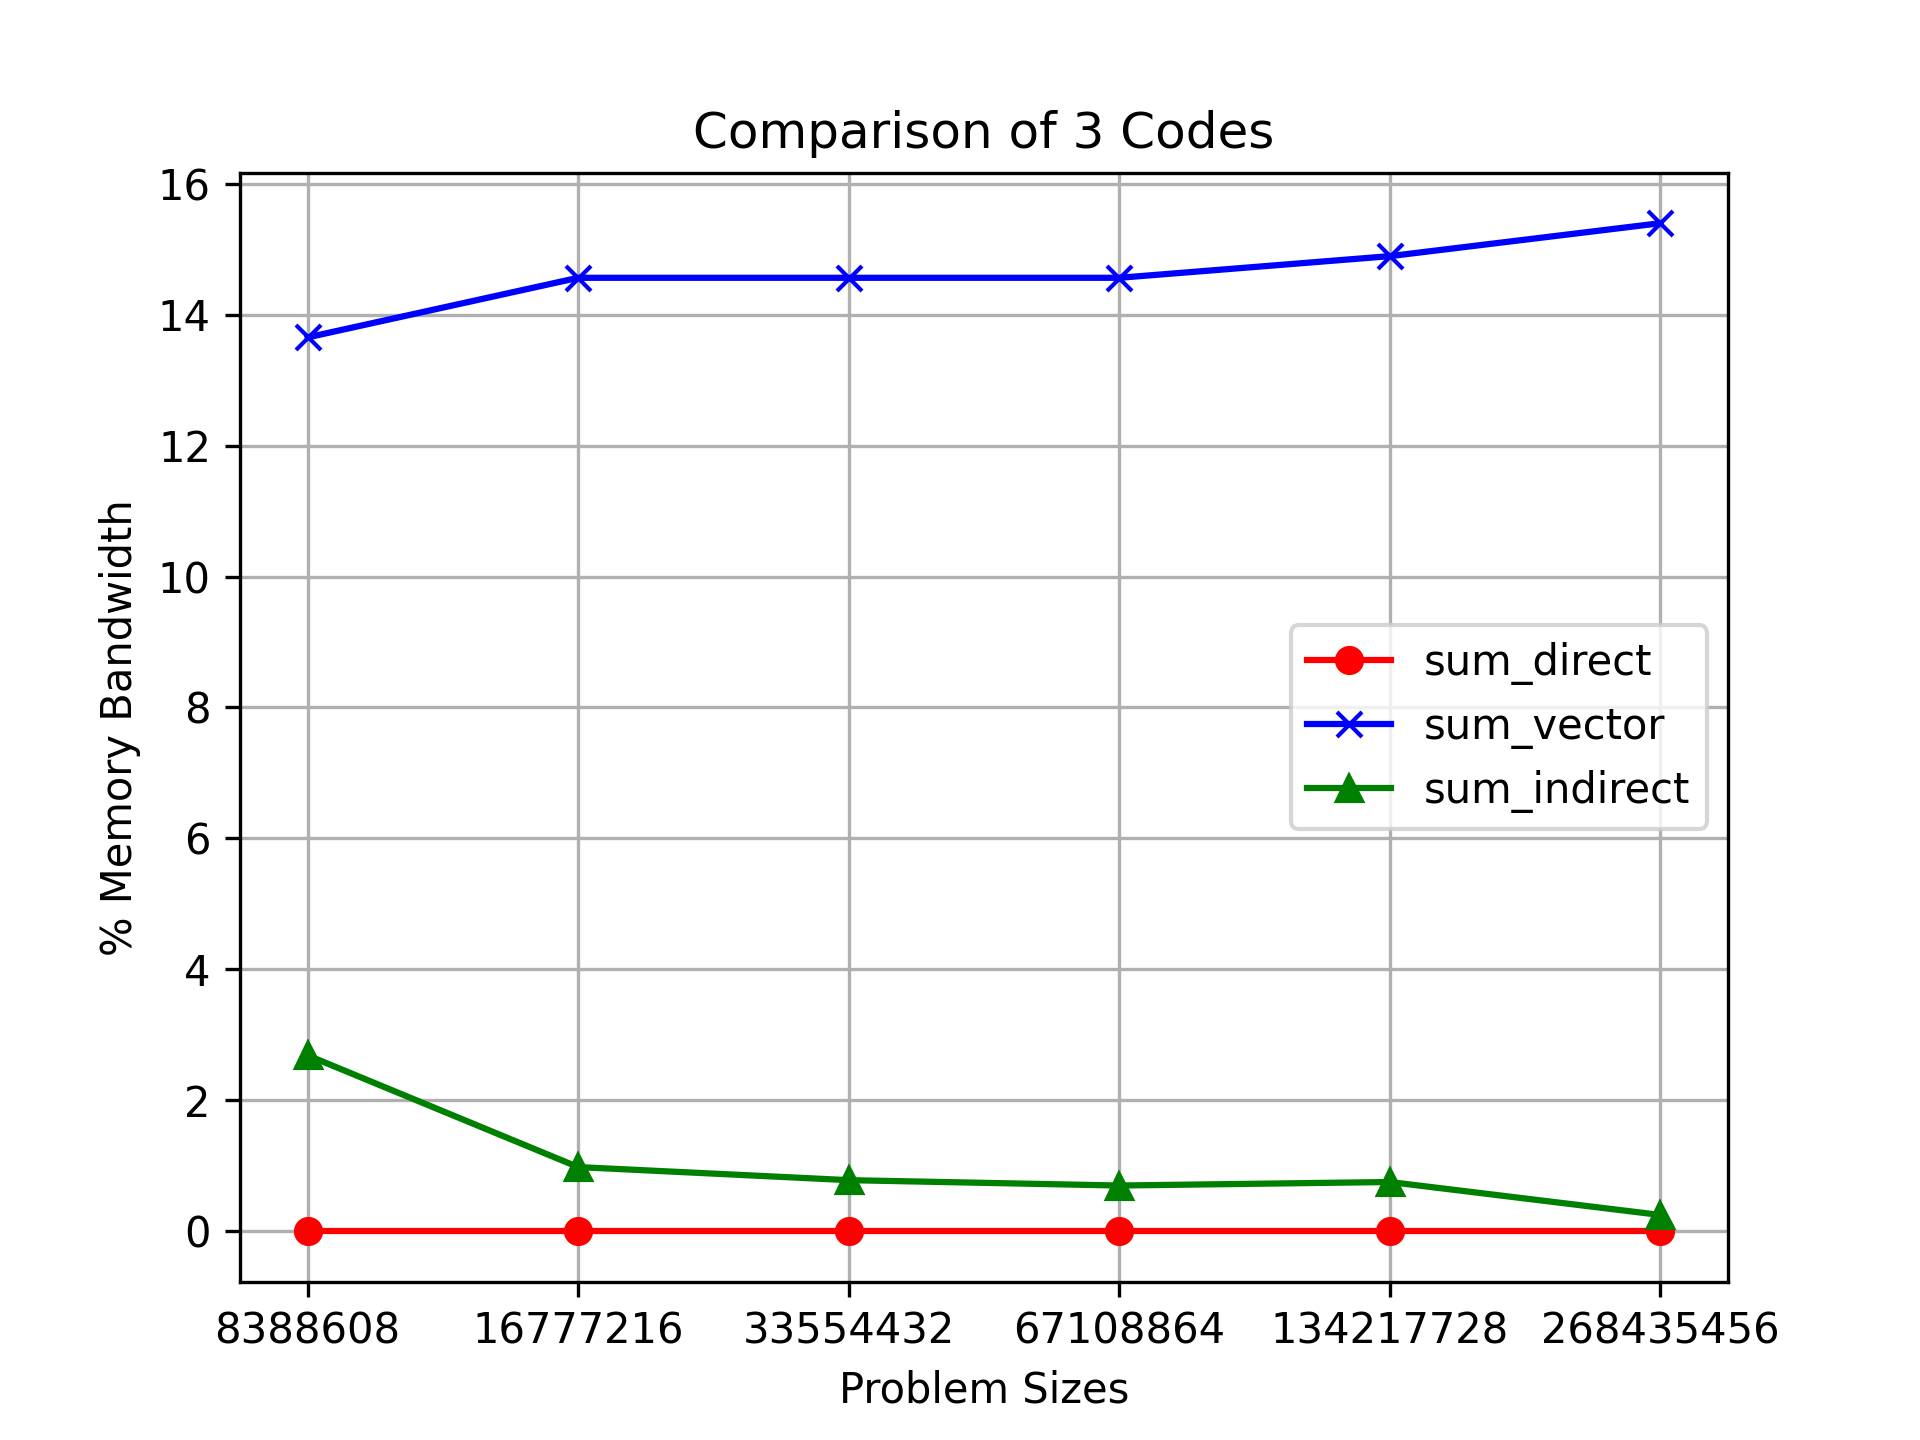 Comparison of 3 Codes
16
14
12
10
8
6
4
2
0
% Memory Bandwidth
sum_direct
sum_vector
sum_indirect
8388608 16777216 33554432 67108864 134217728 268435456
Problem Sizes